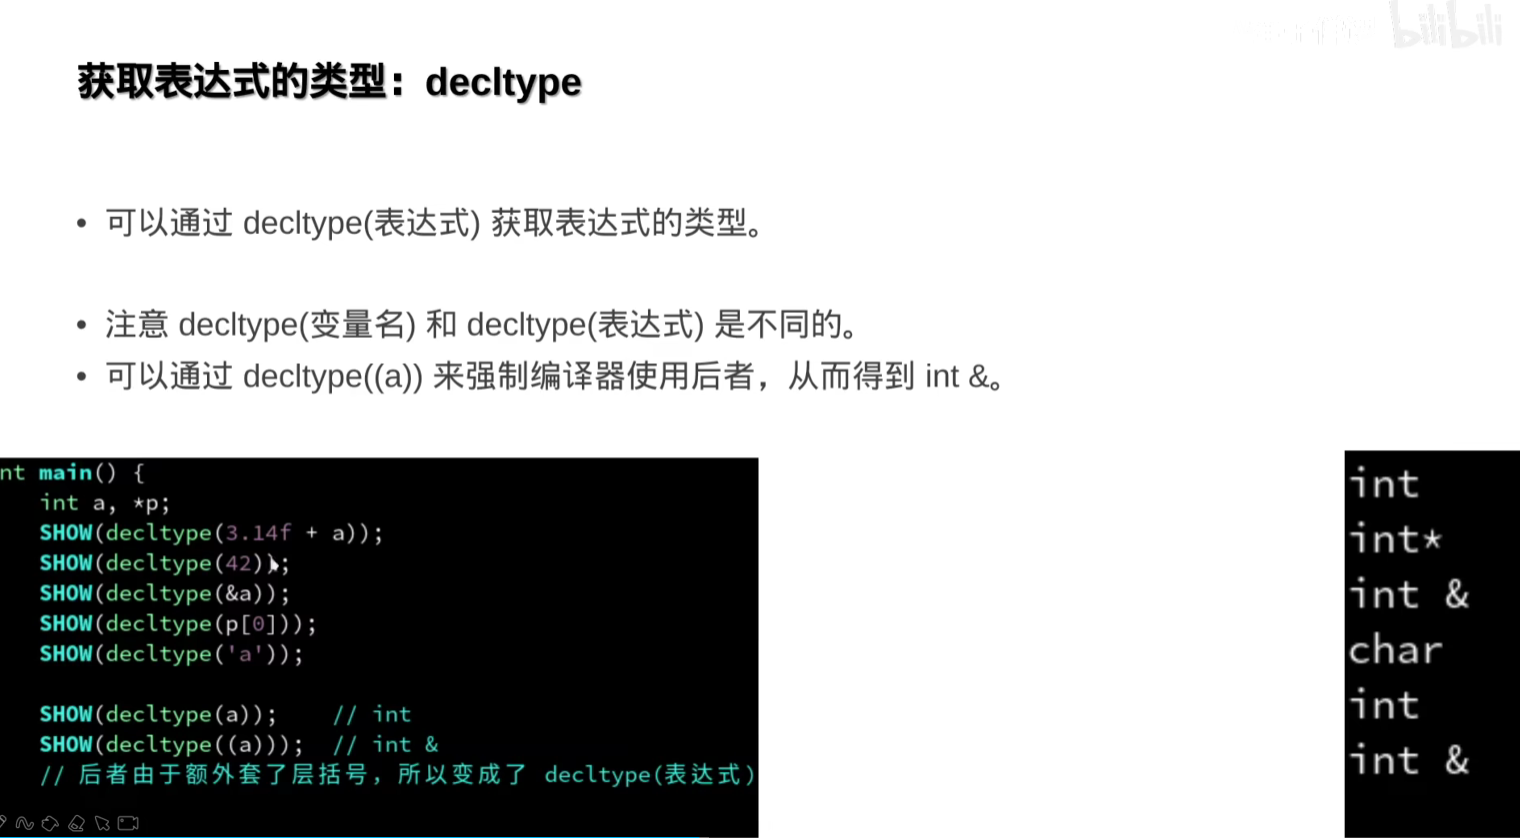 bilibili
获取表达式的类型：decltype
• 可以通过 decltype(表达式) 获取表达式的类型。
• 注意 decltype(变量名) 和 decltype(表达式) 是不同的。
• 可以通过 decltype((a)) 来强制编译器使用后者，从而得到 int &。
nt main() {
int a, *p;
SHOW(decltype(3.14f + a));
SHOW(decltype(42));
SHOW(decltype(&a));
SHOW(decltype(p[0]));
SHOW(decltype('a'));
SHOW(decltype(a)); // int
SHOW(decltype((a))); // int &
// 后者由于额外套了层括号，所以变成了 decltype(表达式)
int
int*
int &
char
int
int &